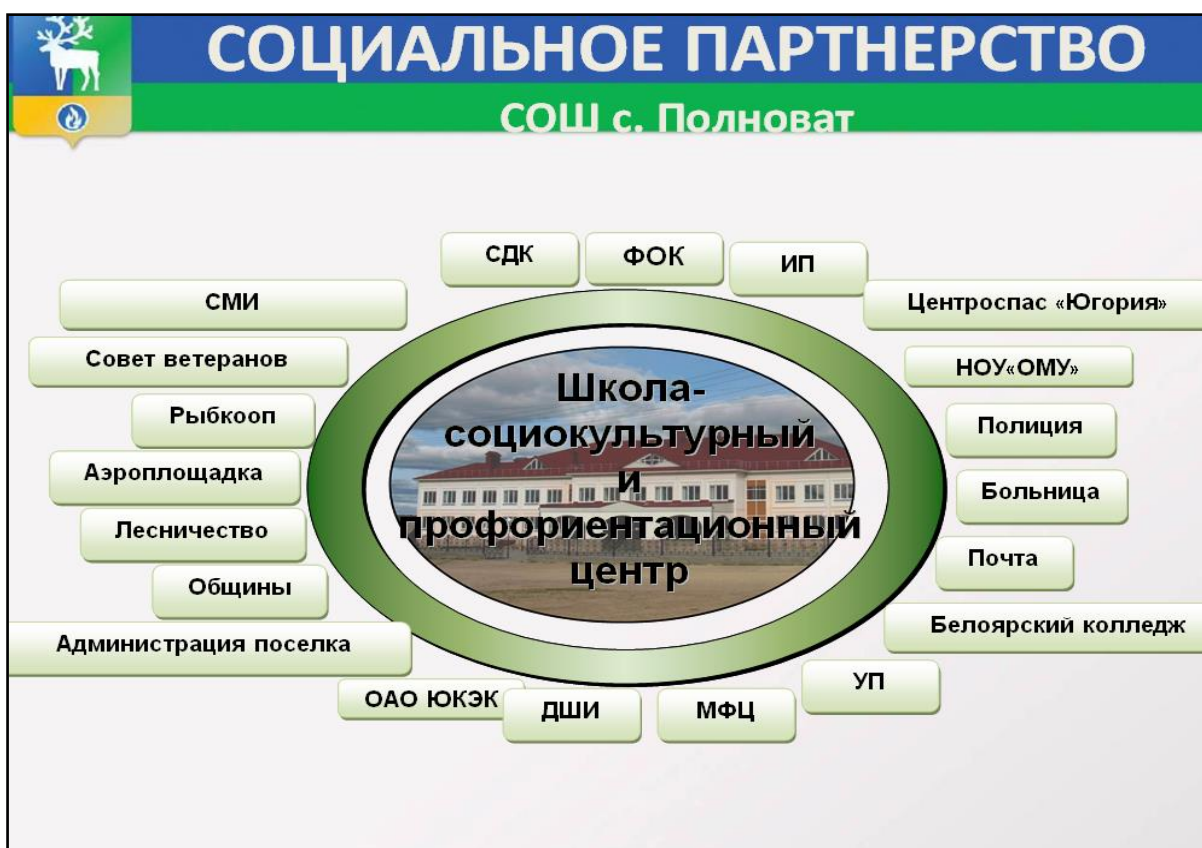 СОЦИАЛЬНОЕ ПАРТНЕРСТВО
СОШ с. Полноват
СДК
ФОК
ИП
СМИ
Центроспас «Югория»
Совет ветеранов
НОУ«ОМУ»
Рыбкооп
Полиция
Аэроплощадка
Больница
Лесничество
Почта
Общины
Белоярский колледж
Администрация поселка
УП
ОАО ЮКЭК
ДШИ
МФЦ
Школа-
социокультурный
и
профориентационный
центр